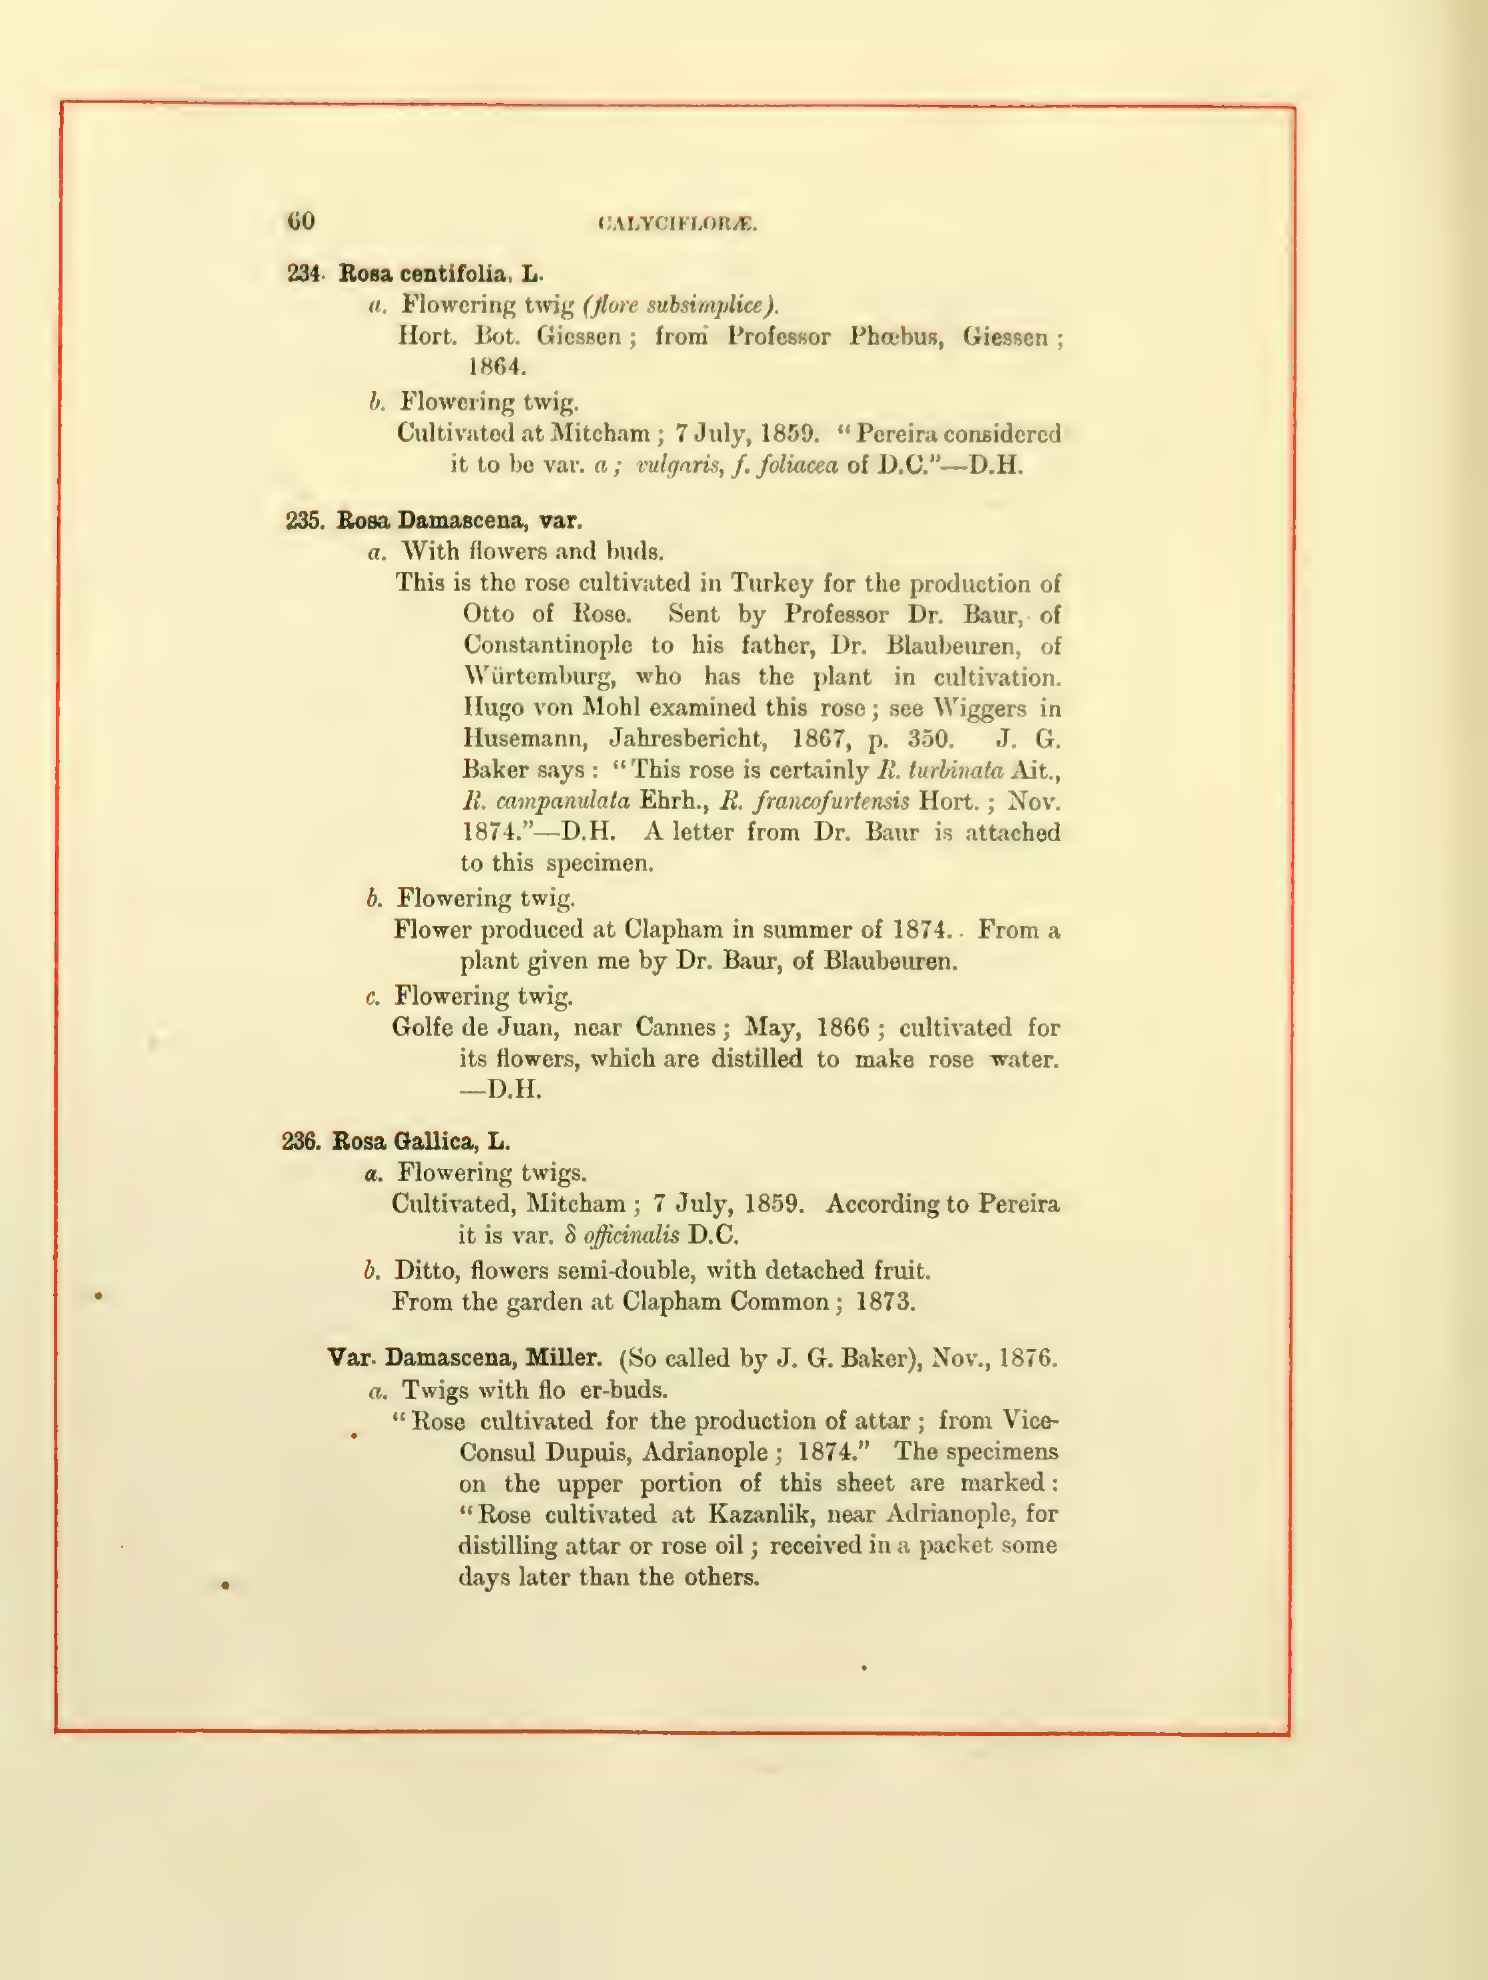 60 CALYCIFLORÆ.
234. Rosa centifolia, L.
a. Flowering twig (flore subsimplice).
Hort. Bot. Giessen ; from Professor Phœbus, Giessen ;
1864.
b. Flowering twig.
Cultivated at Mitcham ; 7 July, 1859. “ Pereira considered
it to be var. a ; vulgaris, f. foliacea of D.C.”—D.H.
235. Rosa Damascena, var.
a. With flowers and buds.
This is the rose cultivated in Turkey for the production of
Otto of Rose. Sent by Professor Dr. Baur, of
Constantinople to his father, Dr. Blaubeuren, of
Würtemburg, who has the plant in cultivation.
Hugo von Mohl examined this rose ; see Wiggers in
Husemann, Jahresbericht, 1867, p. 350. J. G.
Baker says : “ This rose is certainly R. turbinata Ait.,
R. campanulata Ehrh., R. francofurtensis Hort. ; Nov.
1874.”—D.H. A letter from Dr. Baur is attached
to this specimen.
b. Flowering twig.
Flower produced at Clapham in summer of 1874. From a
plant given me by Dr. Baur, of Blaubeuren.
c. Flowering twig.
Golfe de Juan, near Cannes ; May, 1866 ; cultivated for
its flowers, which are distilled to make rose water.
—D.H.
236. Rosa Gallica, L.
a. Flowering twigs.
Cultivated, Mitcham ; 7 July, 1859. According to Pereira
it is var. δ officinalis D.C.
b. Ditto, flowers semi-double, with detached fruit.
From the garden at Clapham Common ; 1873.
Var. Damascena, Miller. (So called by J. G. Baker), Nov., 1876.
a. Twigs with flo er-buds.
“ Rose cultivated for the production of attar ; from Vice-
Consul Dupuis, Adrianople ; 1874.” The specimens
on the upper portion of this sheet are marked :
“ Rose cultivated at Kazanlik, near Adrianople, for
distilling attar or rose oil ; received in a packet some
days later than the others.